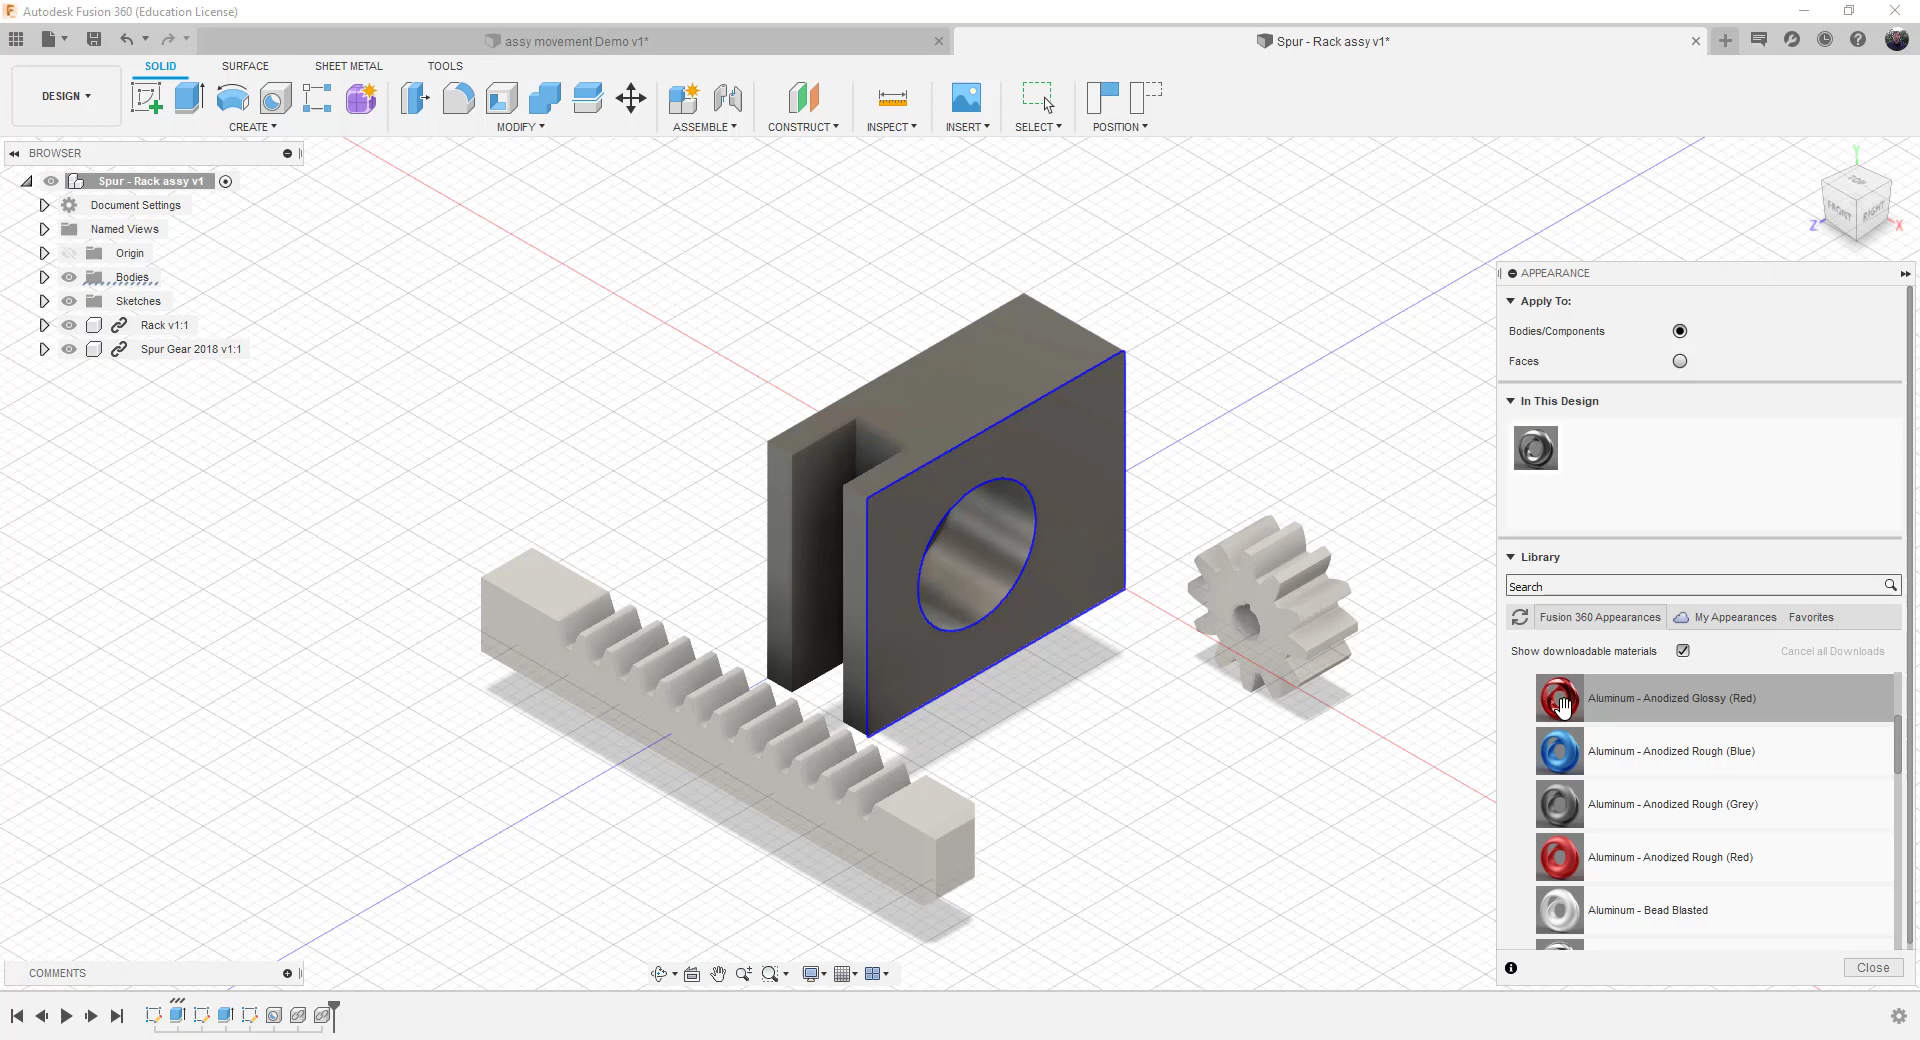 Autodesk Fusion 360 (Education License)
assy movement Demo v1*
Spur - Rack assy v1*
SOLID
SURFACE
SHEET METAL
TOOLS
DESIGN
CREATE
MODIFY
ASSEMBLE
CONSTRUCT
INSPECT
INSERT
SELECT
POSITION
BROWSER
Spur - Rack assy v1
Document Settings
Named Views
Origin
Bodies
Sketches
Rack v1:1
Spur Gear 2018 v1:1
Y
TOP
FRONT
RIGHT
Z
X
APPEARANCE
Apply To:
Bodies/Components
Faces
In This Design
Library
Search
Fusion 360 Appearances
My Appearances
Favorites
Show downloadable materials
Cancel all Downloads
Aluminum - Anodized Glossy (Red)
Aluminum - Anodized Rough (Blue)
Aluminum - Anodized Rough (Grey)
Aluminum - Anodized Rough (Red)
Aluminum - Bead Blasted
Close
COMMENTS